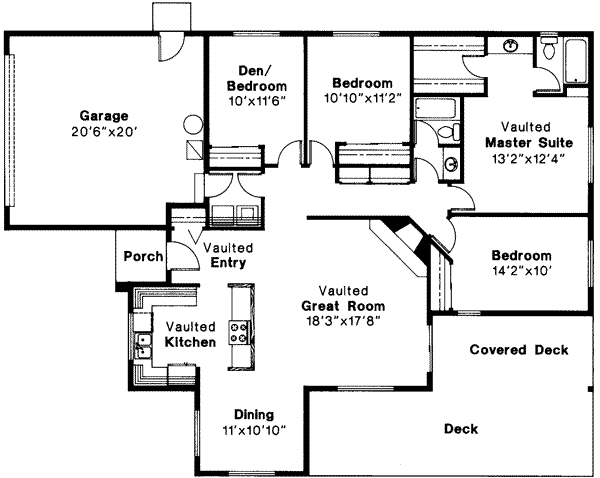 Garage
20'6"x20'
Den/
Bedroom
10'x11'6"
Bedroom
10'10"x11'2"
Vaulted
Master Suite
13'2"x12'4"
Porch
Vaulted
Entry
Vaulted
Great Room
18'3"x17'8"
Bedroom
14'2"x10'
Vaulted
Kitchen
Covered Deck
Dining
11'x10'10"
Deck